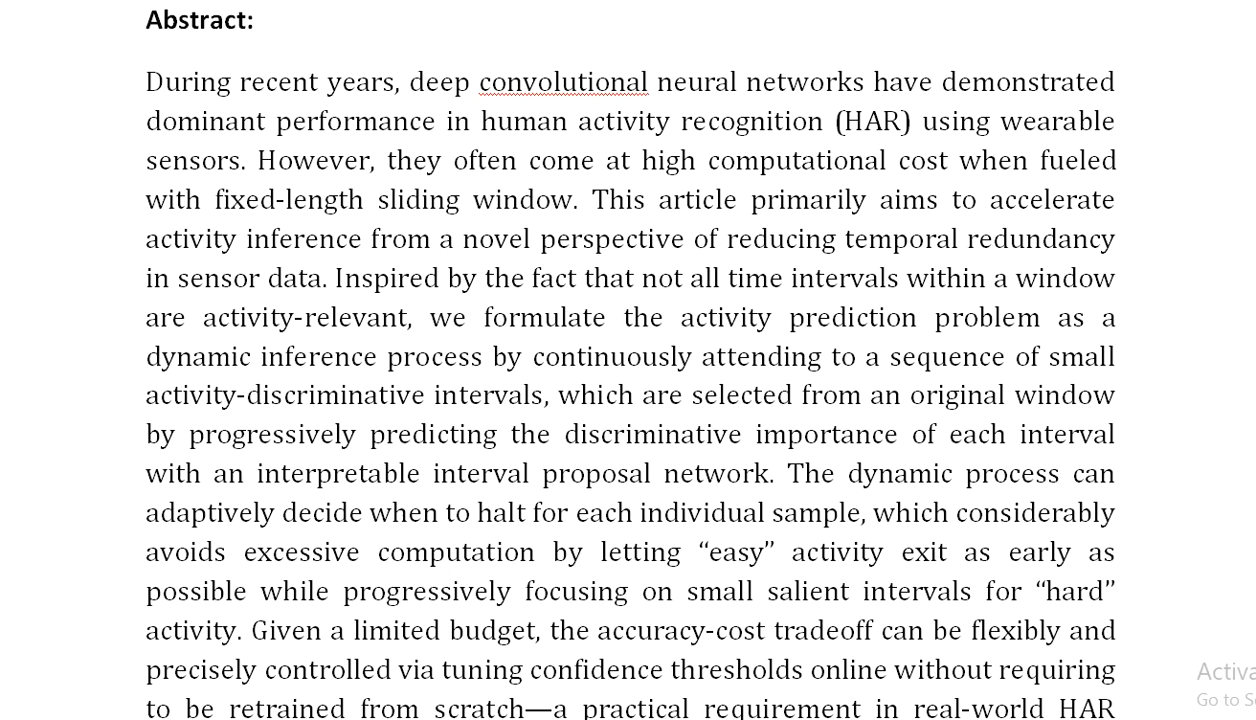 Abstract:
During recent years, deep convolutional neural networks have demonstrated
dominant performance in human activity recognition (HAR) using wearable
sensors. However, they often come at high computational cost when fueled
with fixed-length sliding window. This article primarily aims to accelerate
activity inference from a novel perspective of reducing temporal redundancy
in sensor data. Inspired by the fact that not all time intervals within a window
are activity-relevant, we formulate the activity prediction problem as a
dynamic inference process by continuously attending to a sequence of small
activity-discriminative intervals, which are selected from an original window
by progressively predicting the discriminative importance of each interval
with an interpretable interval proposal network. The dynamic process can
adaptively decide when to halt for each individual sample, which considerably
avoids excessive computation by letting “easy” activity exit as early as
possible while progressively focusing on small salient intervals for “hard”
activity. Given a limited budget, the accuracy-cost tradeoff can be flexibly and
precisely controlled via tuning confidence thresholds online without requiring
to be retrained from scratch—a practical requirement in real-world HAR